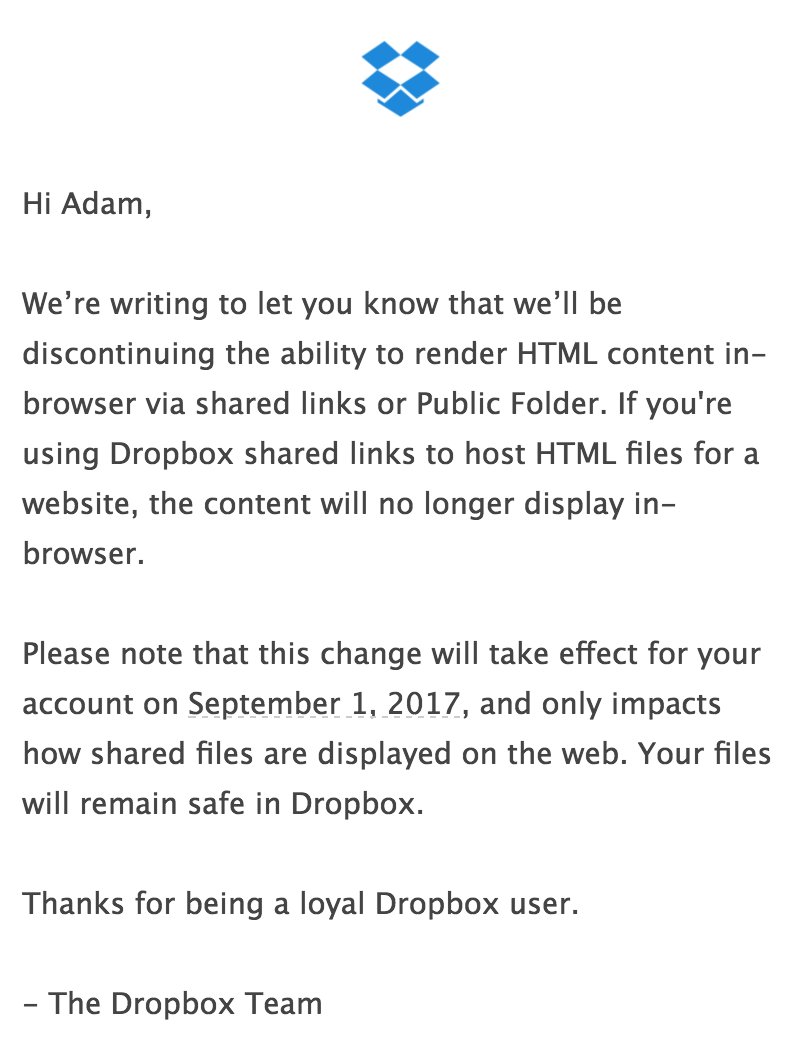 Hi Adam,
We’re writing to let you know that we’ll be
discontinuing the ability to render HTML content in-
browser via shared links or Public Folder. If you're
using Dropbox shared links to host HTML files for a
website, the content will no longer display in-
browser.
Please note that this change will take effect for your
account on September 1, 2017, and only impacts
how shared files are displayed on the web. Your files
will remain safe in Dropbox.
Thanks for being a loyal Dropbox user.
– The Dropbox Team